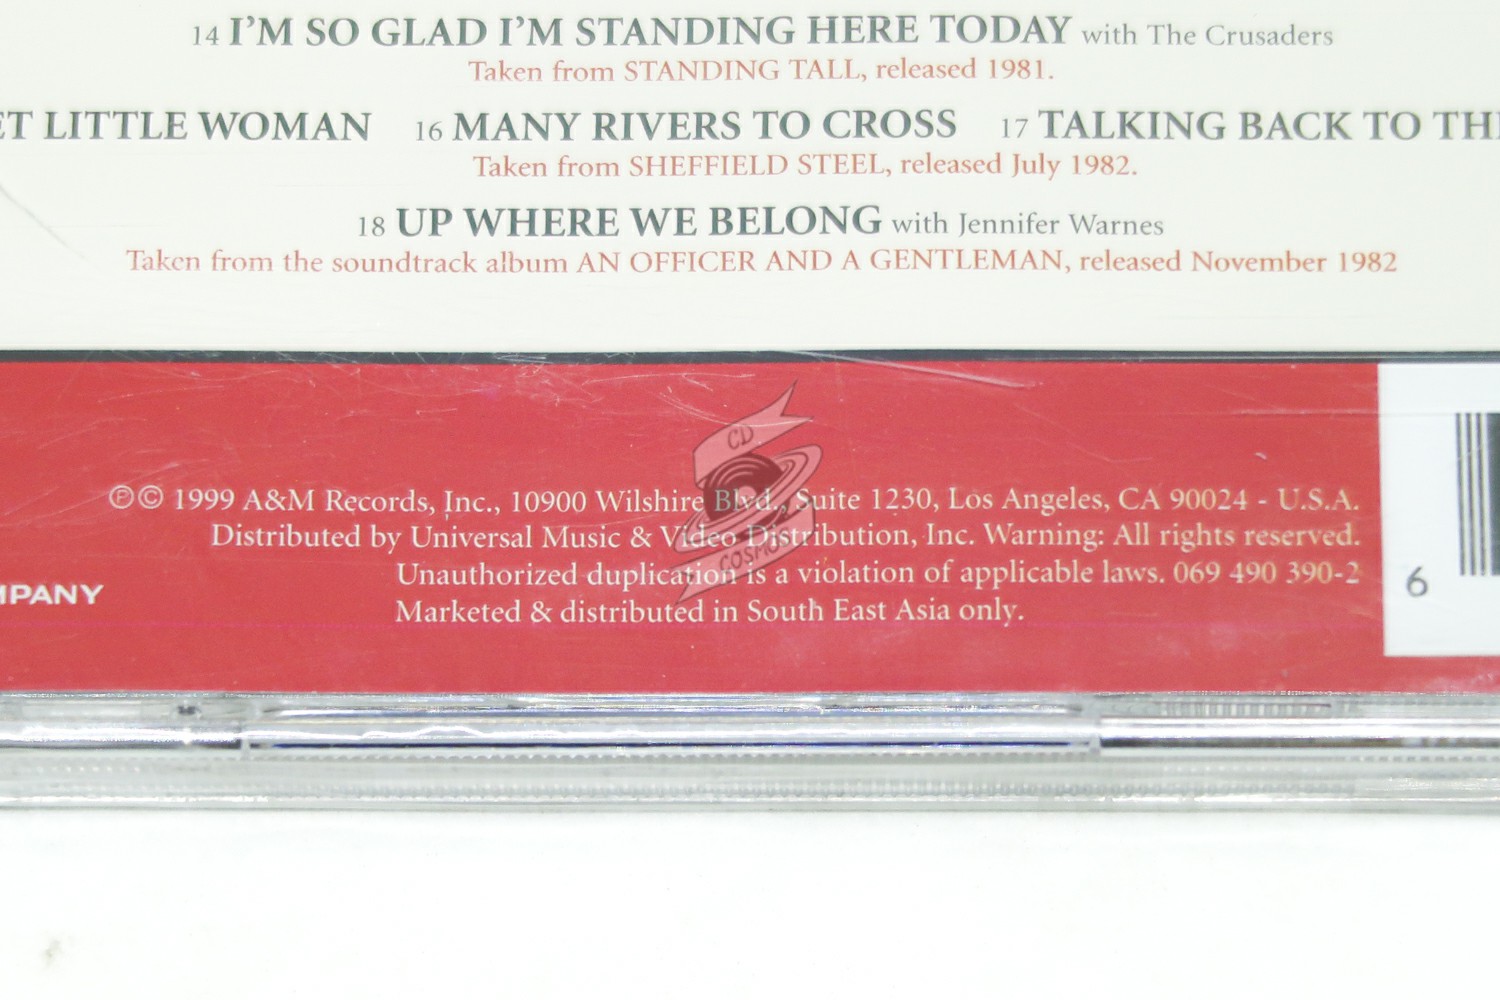 14 I'M SO GLAD I'M STANDING HERE TODAY with The Crusaders
Taken from STANDING TALL, released 1981.
ET LITTLE WOMAN 16 MANY RIVERS TO CROSS 17 TALKING BACK TO TH
Taken from SHEFFIELD STEEL, released July 1982.
18 UP WHERE WE BELONG with Jennifer Warnes
Taken from the soundtrack album AN OFFICER AND A GENTLEMAN, released November 1982
CD
COSMOS
℗© 1999 A&M Records, Inc., 10900 Wilshire Blvd., Suite 1230, Los Angeles, CA 90024 - U.S.A.
Distributed by Universal Music & Video Distribution, Inc. Warning: All rights reserved.
Unauthorized duplication is a violation of applicable laws. 069 490 390-2
Marketed & distributed in South East Asia only.
MPANY
6